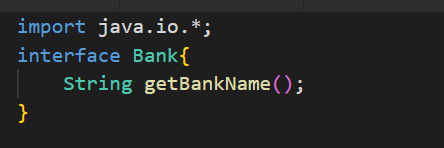 import java.io.*;
interface Bank{
    String getBankName();
}